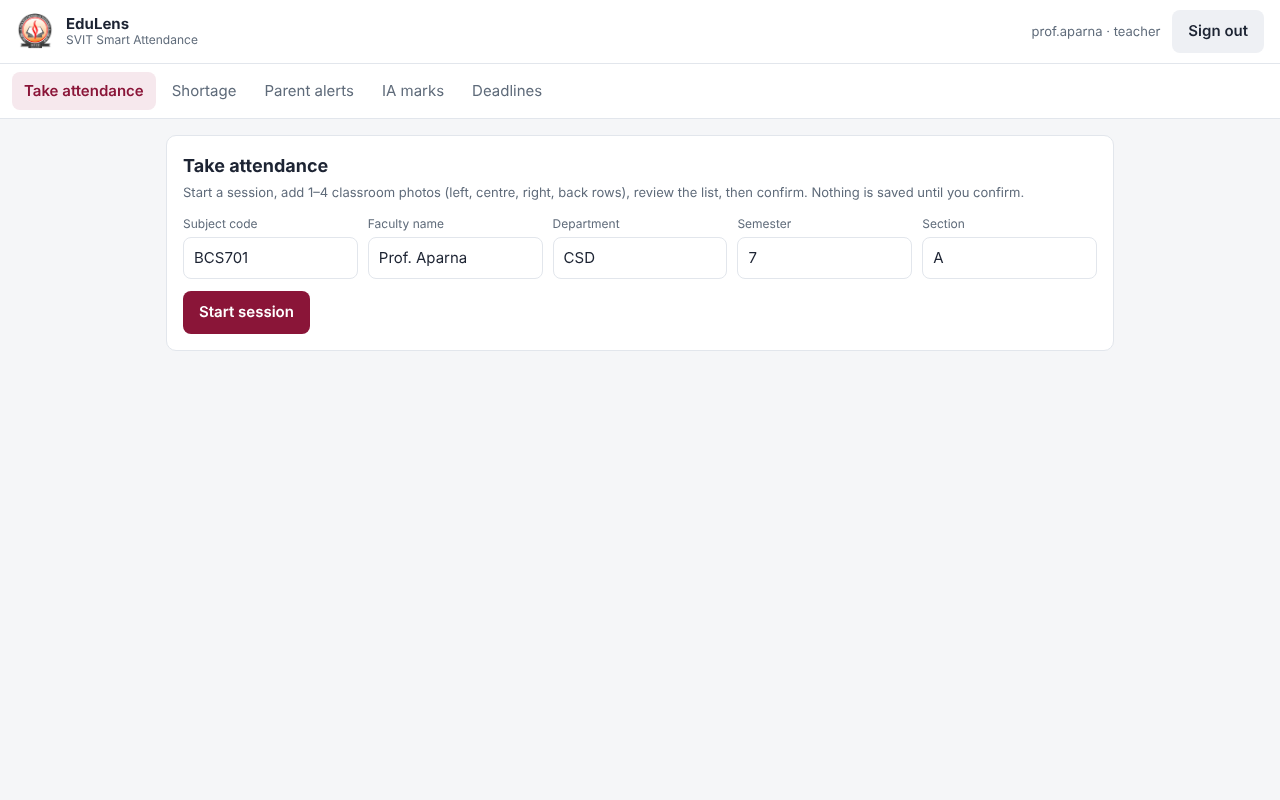 EduLens
SVIT Smart Attendance
prof.aparna · teacher
Sign out
Take attendance
Shortage
Parent alerts
IA marks
Deadlines
Take attendance
Start a session, add 1–4 classroom photos (left, centre, right, back rows), review the list, then confirm. Nothing is saved until you confirm.
Subject code
Faculty name
Department
Semester
Section
BCS701
Prof. Aparna
CSD
7
A
Start session